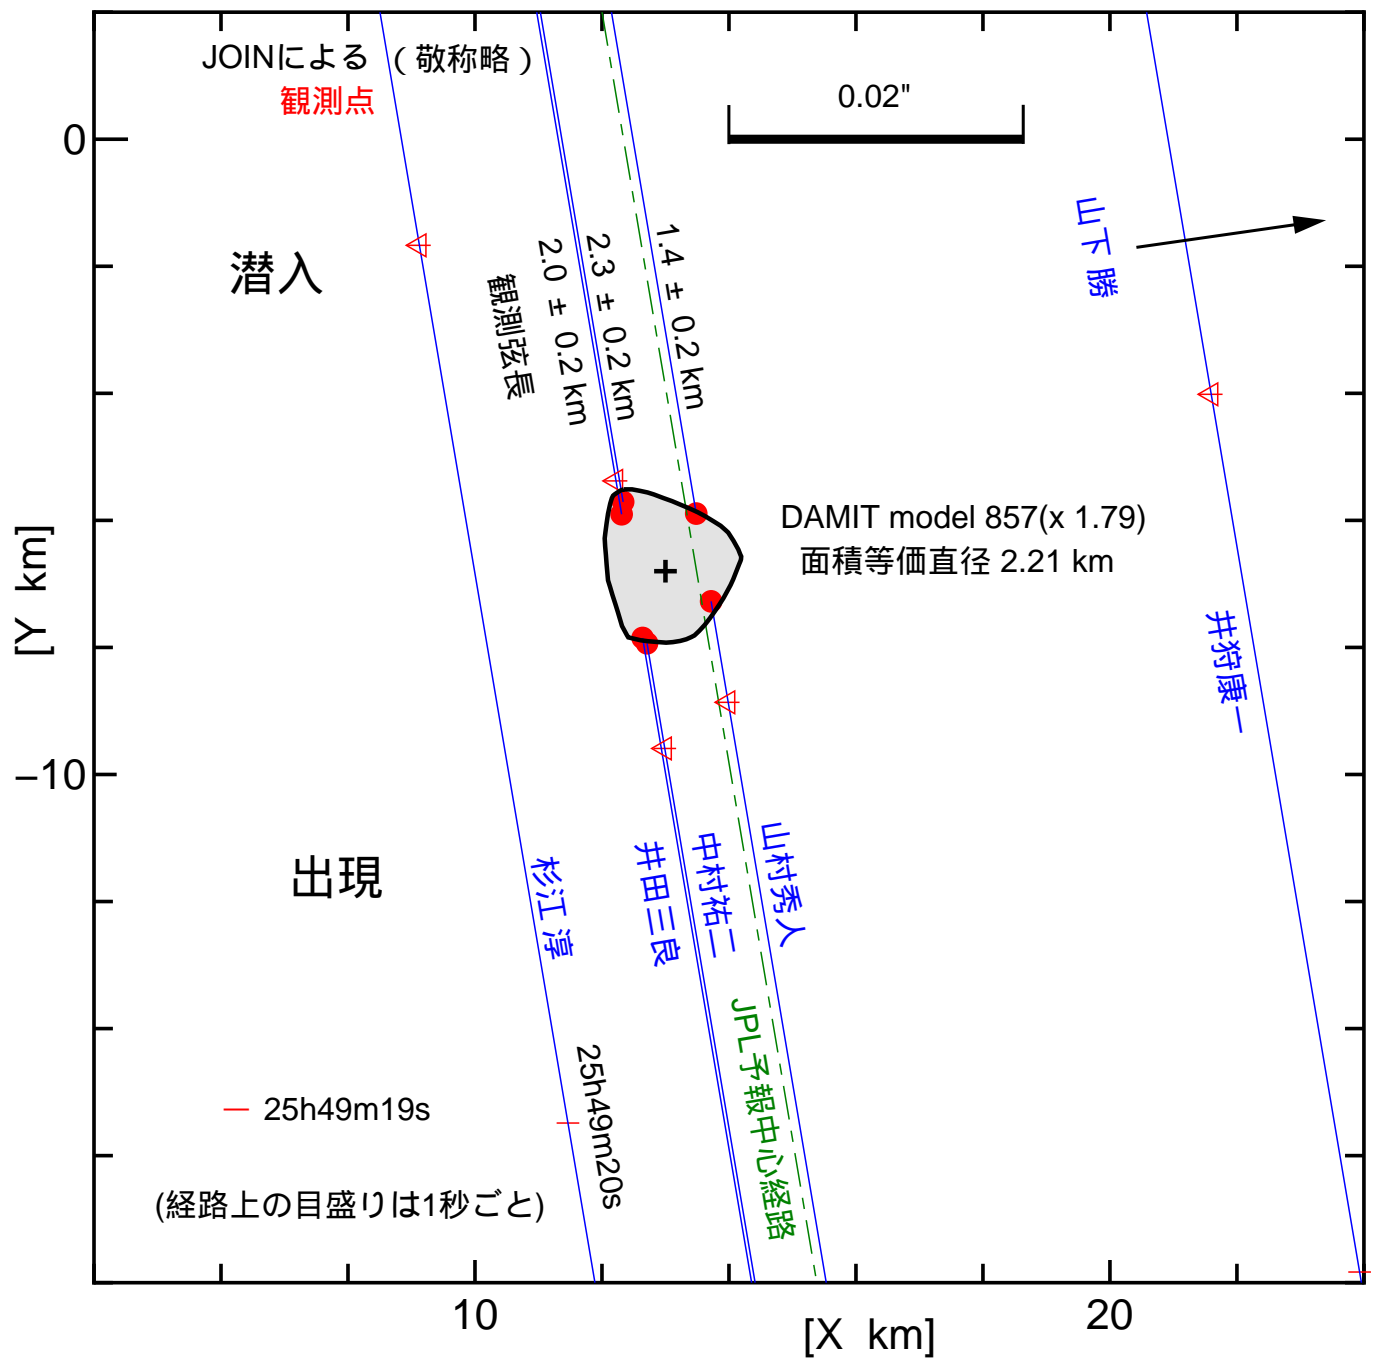 JOINによる （敬称略）
観測点
0.02"
0
潜入
観測弦長
2.0 ± 0.2 km
2.3 ± 0.2 km
1.4 ± 0.2 km
山下 勝
DAMIT model 857(x 1.79)
面積等価直径 2.21 km
[Y km]
井狩康一
−10
出現
杉江 淳
井田三良
中村祐二
山村秀人
JPL予報中心経路
25h49m20s
25h49m19s
(経路上の目盛りは1秒ごと)
10
20
[X km]